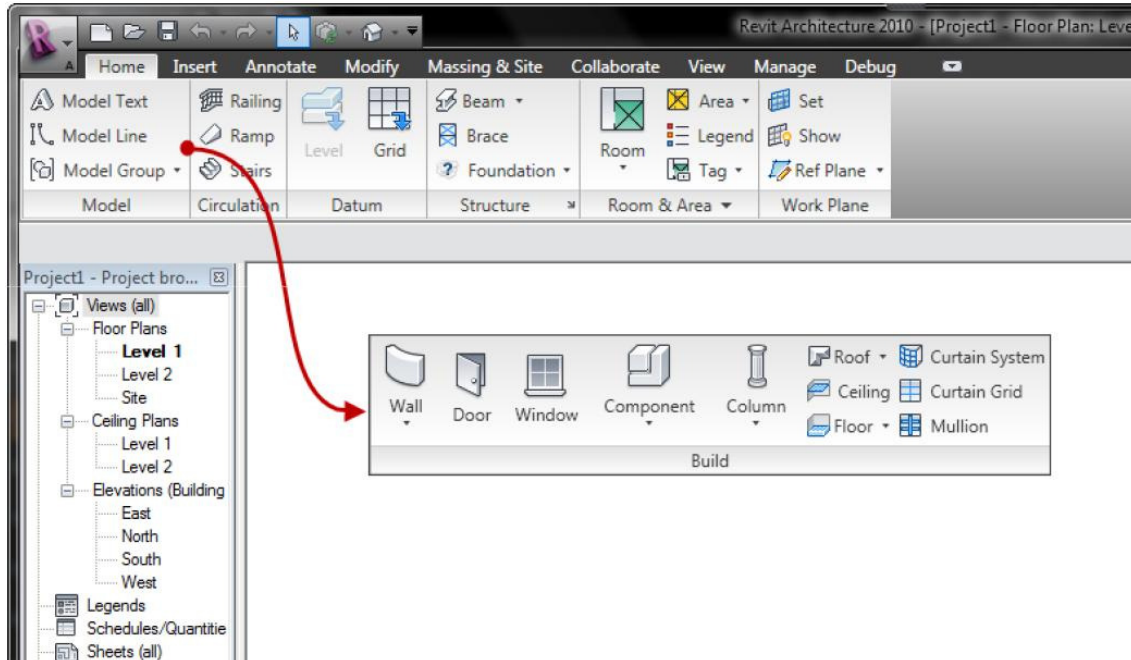 Revit Architecture 2010 - [Project1 - Floor Plan: Leve
Home Insert Annotate Modify Massing & Site Collaborate View Manage Debug
A
Model Text Railing Beam Area Set
Model Line Ramp Level Grid Brace Room Legend Show
Model Group Stairs Foundation Tag Ref Plane
Model Circulation Datum Structure Room & Area Work Plane
Project1 - Project bro...
Views (all)
Floor Plans
Level 1
Level 2
Site
Ceiling Plans
Level 1
Level 2
Elevations (Building
East
North
South
West
Legends
Schedules/Quantitie
Sheets (all)
Roof Curtain System
Wall Door Window Component Column Ceiling Curtain Grid
Floor Mullion
Build